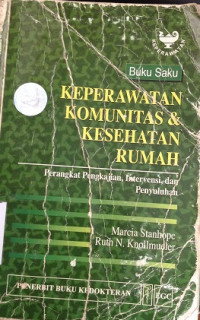 KEPERAWATAN
Buku Saku
KEPERAWATAN
KOMUNITAS &
KESEHATAN
RUMAH
Perangkat Pengkajian, Intervensi, dan
Penyuluhan
Marcia Stanhope
Ruth N. Knollmueller
PENERBIT BUKU KEDOKTERAN EGC